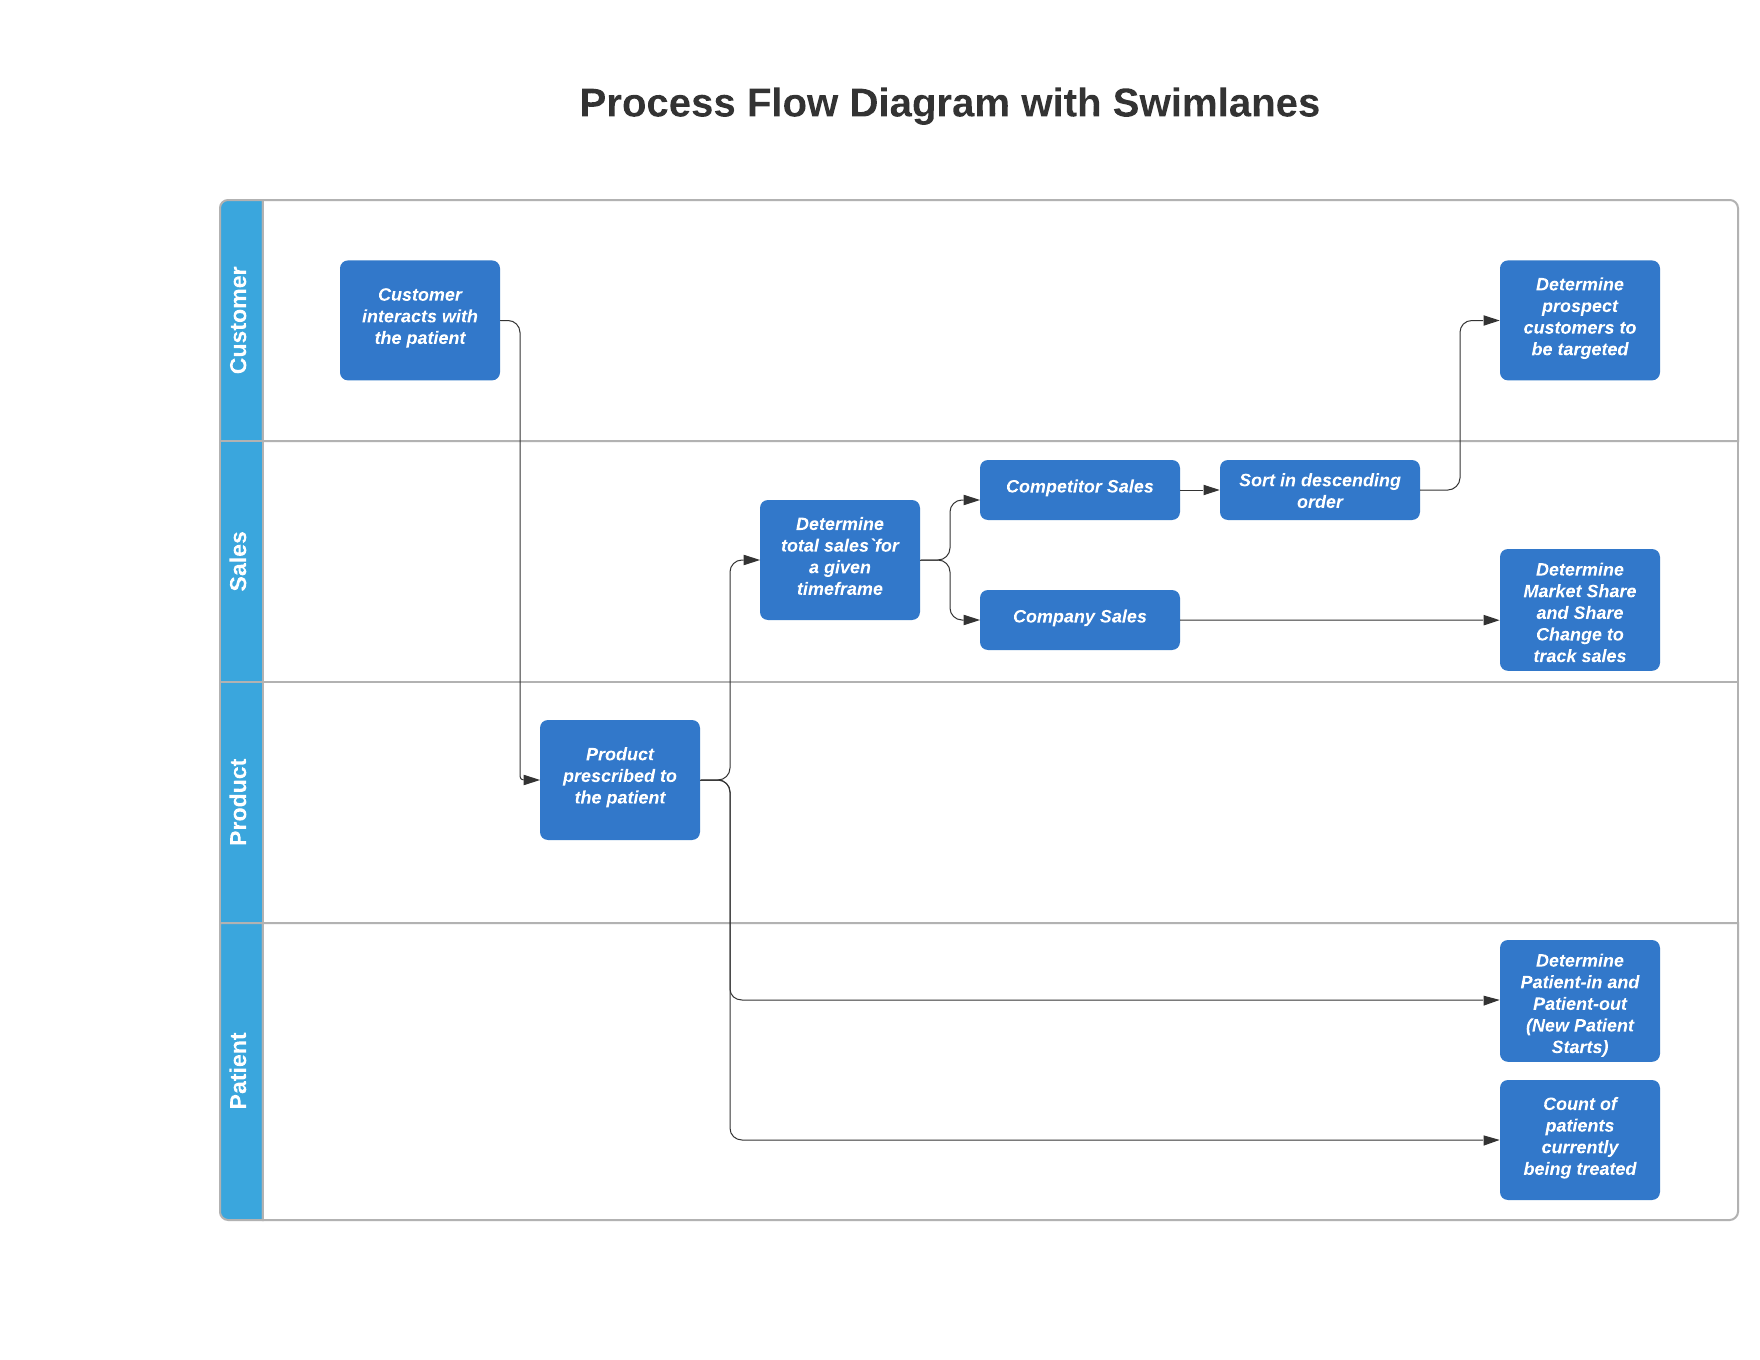 Process Flow Diagram with Swimlanes
Customer
Customer
interacts with
the patient
Determine
prospect
customers to
be targeted
Sales
Determine
total sales`for
a given
timeframe
Competitor Sales
Sort in descending
order
Company Sales
Determine
Market Share
and Share
Change to
track sales
Product
Product
prescribed to
the patient
Patient
Determine
Patient-in and
Patient-out
(New Patient
Starts)
Count of
patients
currently
being treated